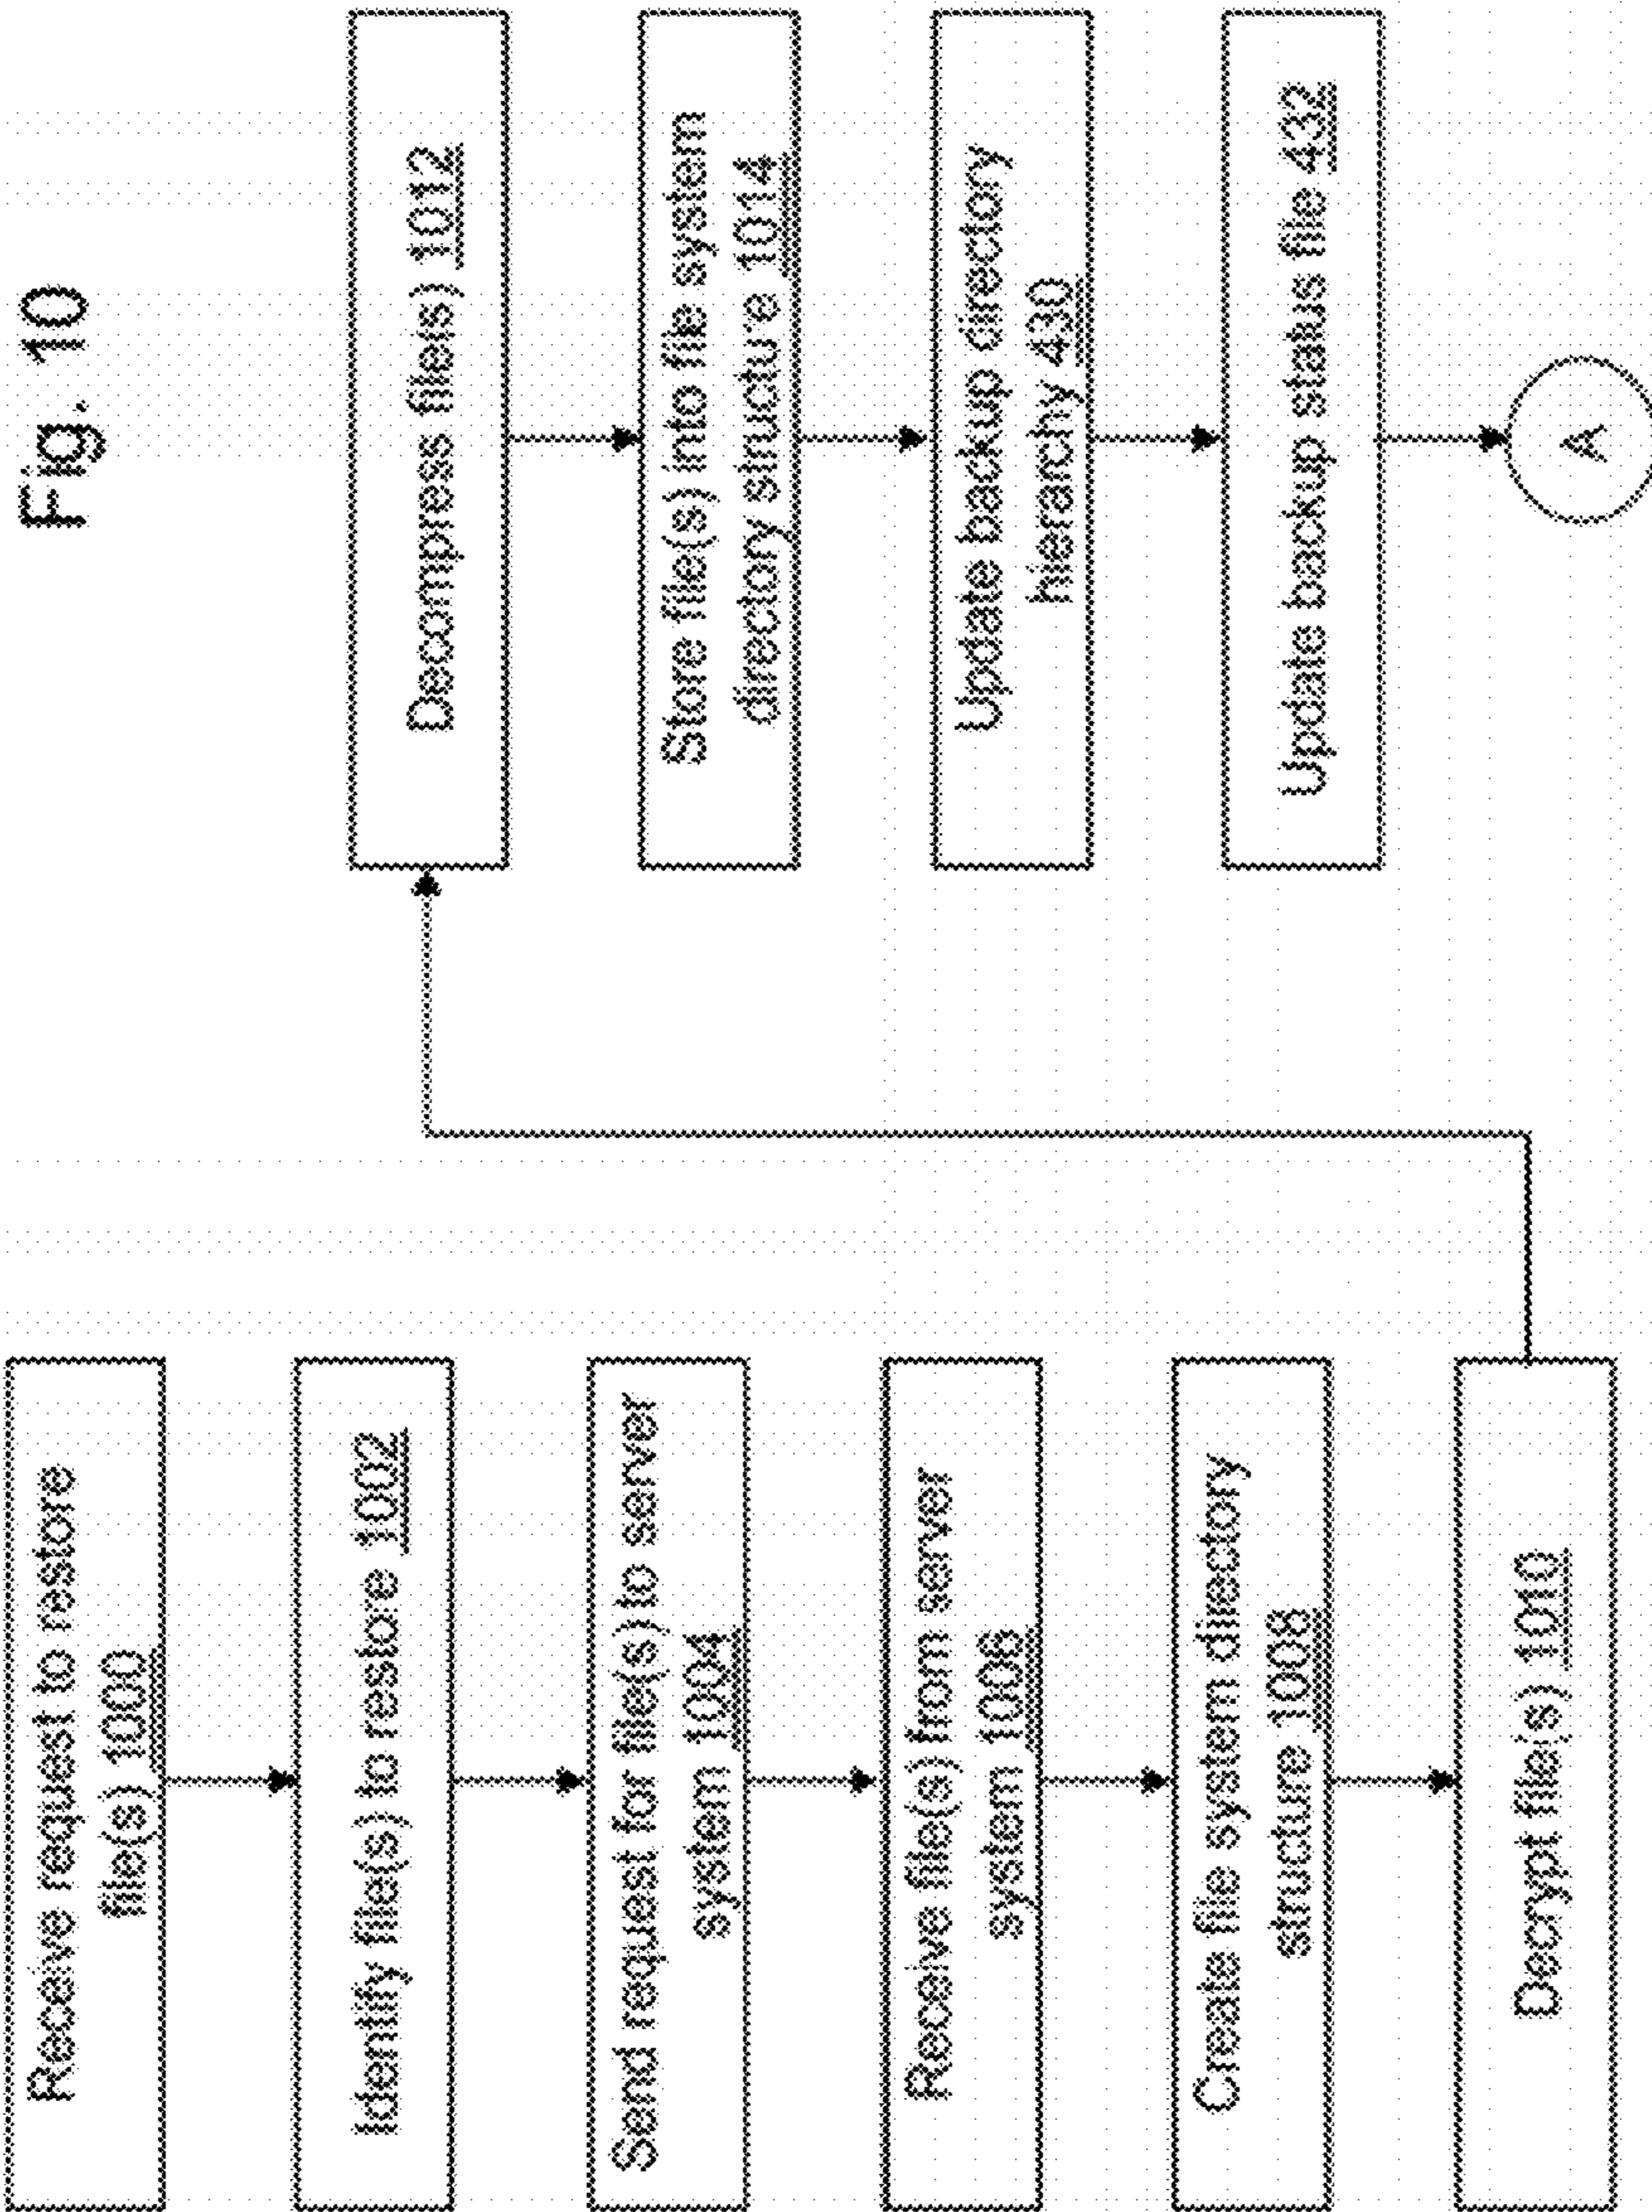 Fig. 10
Receive request to restore
file(s) 1000
Identify file(s) to restore 1002
Send request for file(s) to server
system 1004
Receive file(s) from server
system 1006
Create file system directory
structure 1008
Decrypt file(s) 1010
Decompress file(s) 1012
Store file(s) into file system
directory structure 1014
Update backup directory
hierarchy 430
Update backup status file 432
A